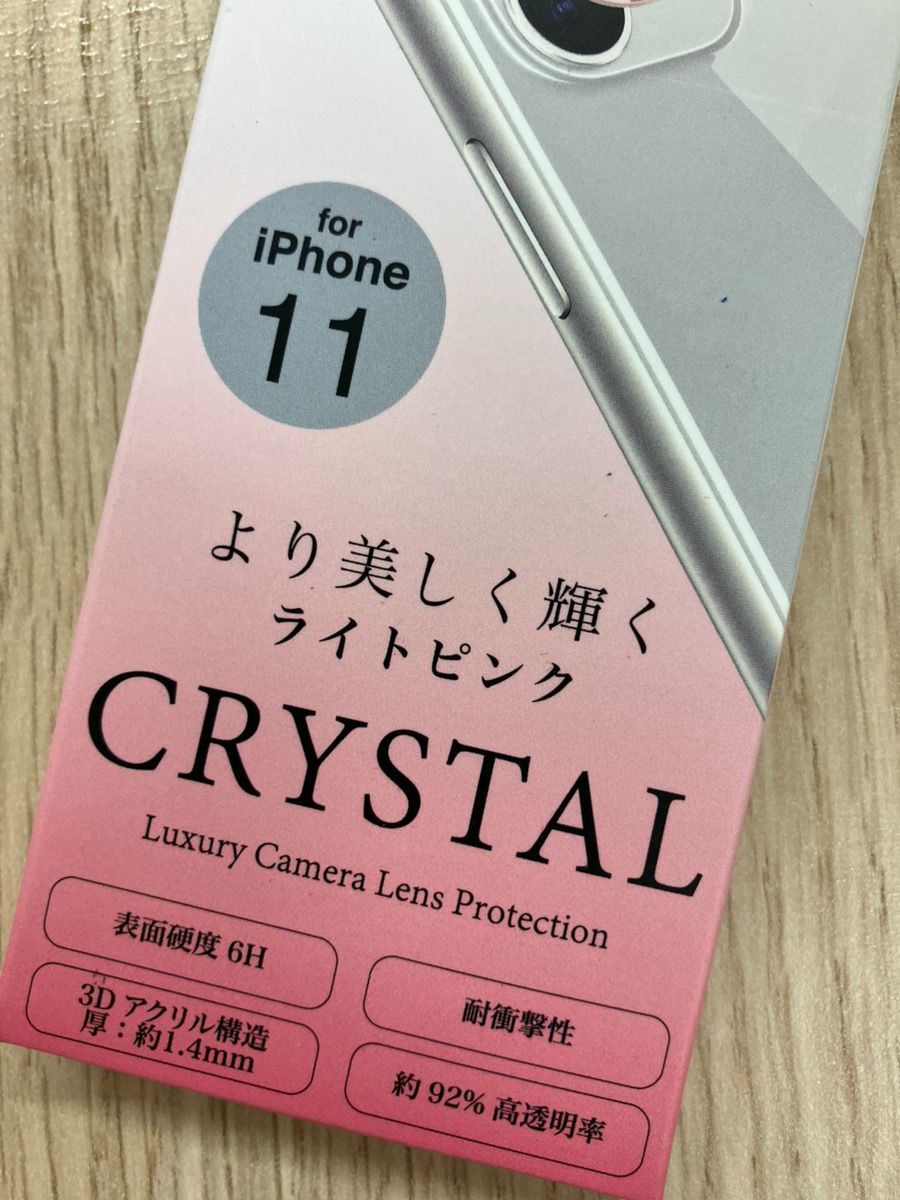 for
iPhone
11
より美しく輝く
ライトピンク
CRYSTAL
Luxury Camera Lens Protection
表面硬度 6H
耐衝撃性
3D アクリル構造
厚：約1.4mm
約 92% 高透明率